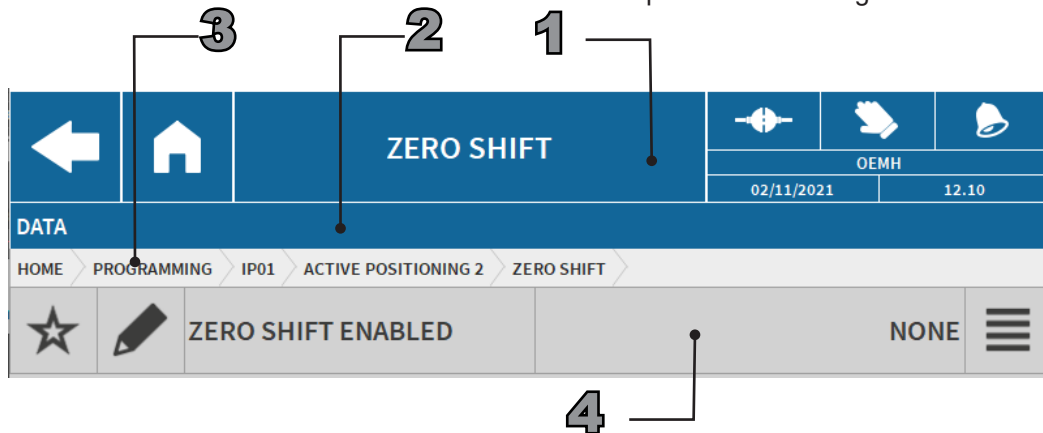 3 2 1
ZERO SHIFT
OEMH
02/11/2021 12.10
DATA
HOME PROGRAMMING IP01 ACTIVE POSITIONING 2 ZERO SHIFT
ZERO SHIFT ENABLED NONE
4